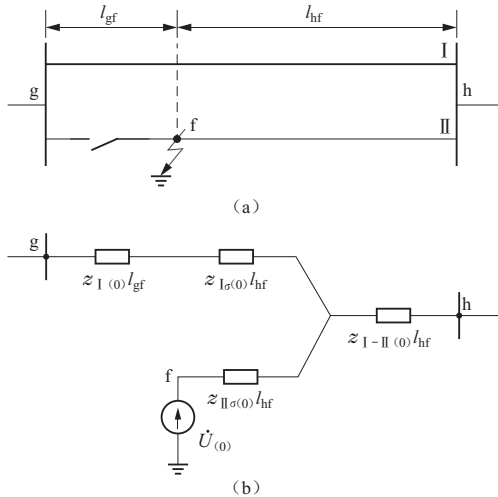 l_gf l_hf
Ⅰ
g h
f Ⅱ
(a)
g
z_Ⅰ(0) l_gf z_Ⅰσ(0) l_hf h
z_Ⅰ-Ⅱ(0) l_hf
f
z_Ⅱσ(0) l_hf
U̇_(0)
(b)